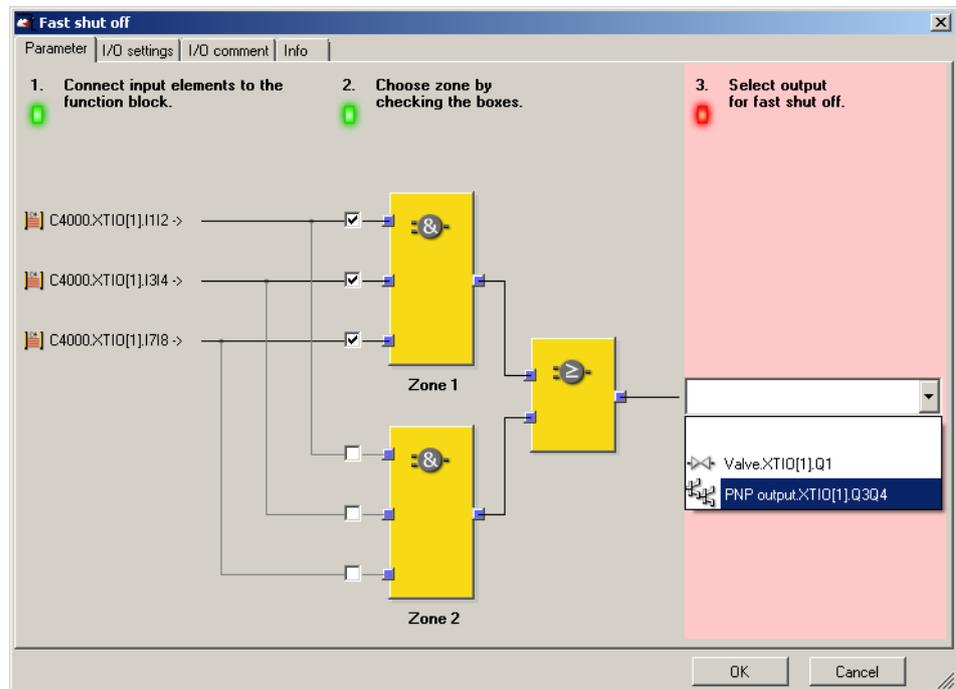 Fast shut off
Parameter I/O settings I/O comment Info
1. Connect input elements to the
function block.
2. Choose zone by
checking the boxes.
3. Select output
for fast shut off.
C4000.XTIO[1].I1I2 ->
C4000.XTIO[1].I3I4 ->
C4000.XTIO[1].I7I8 ->
&
Zone 1
≥
&
Zone 2
Valve.XTIO[1].Q1
PNP output.XTIO[1].Q3Q4
OK Cancel